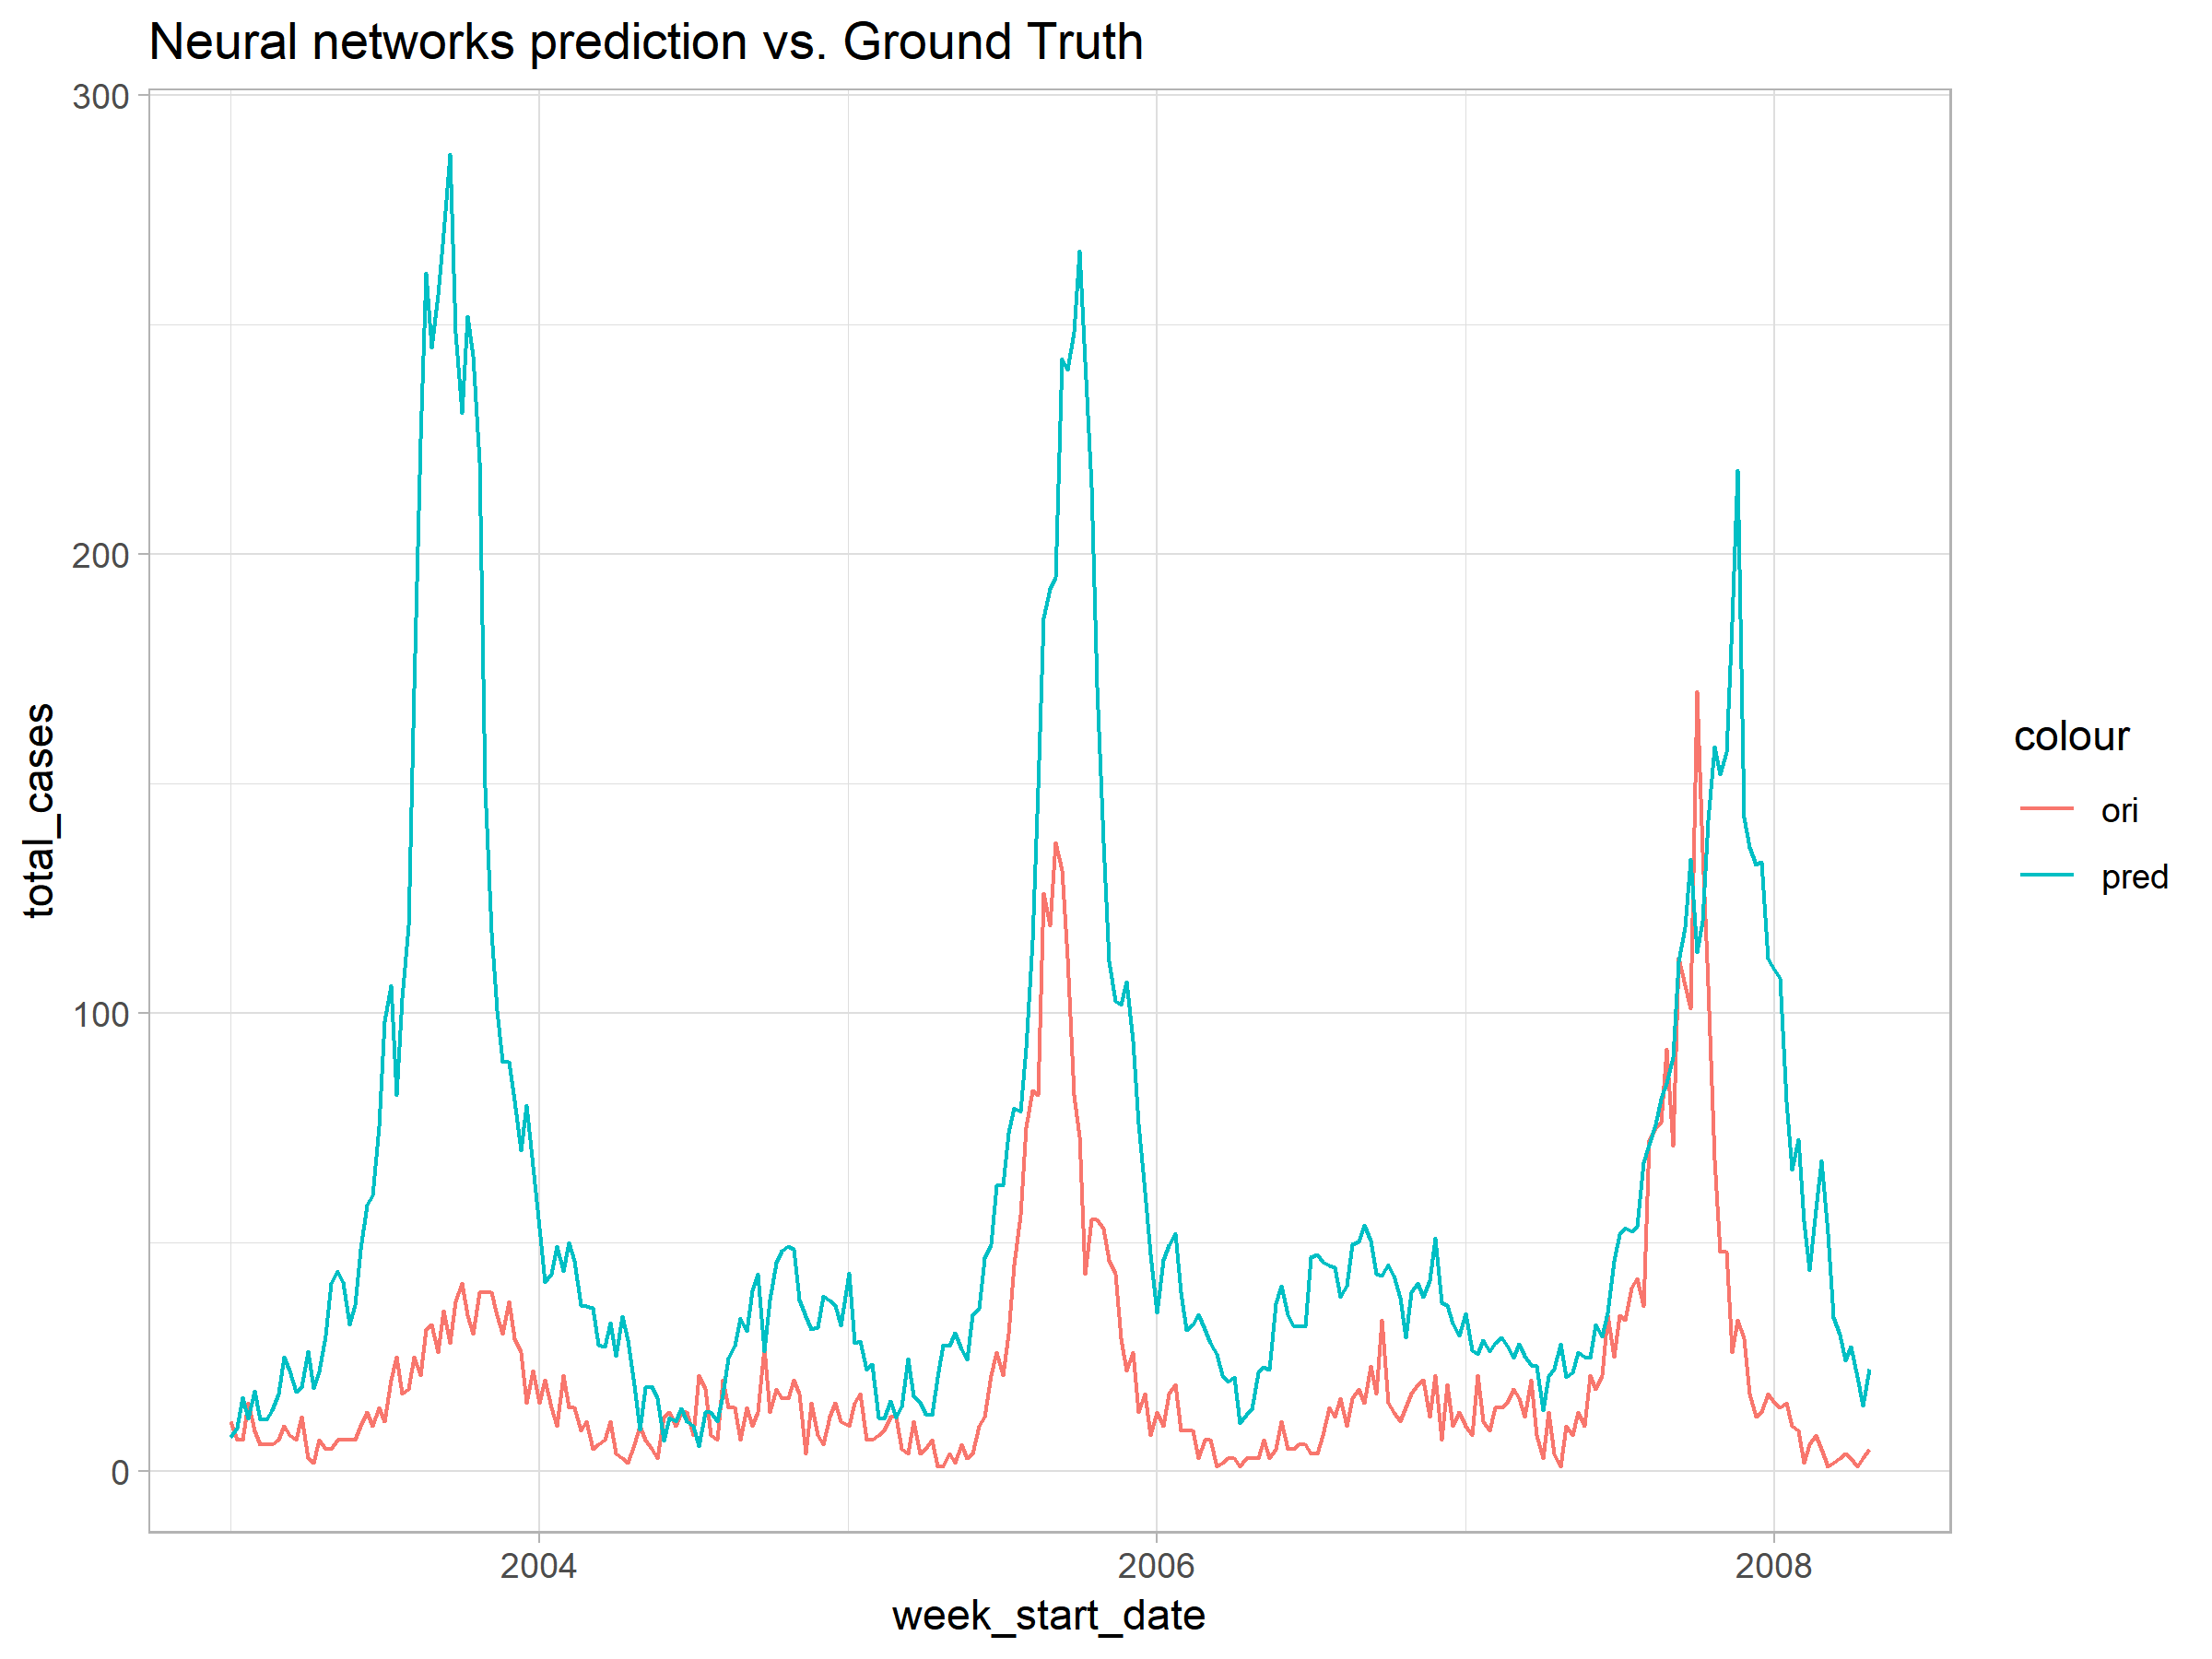 Neural networks prediction vs. Ground Truth
300
200
100
0
total_cases
2004
2006
2008
week_start_date
colour
ori
pred